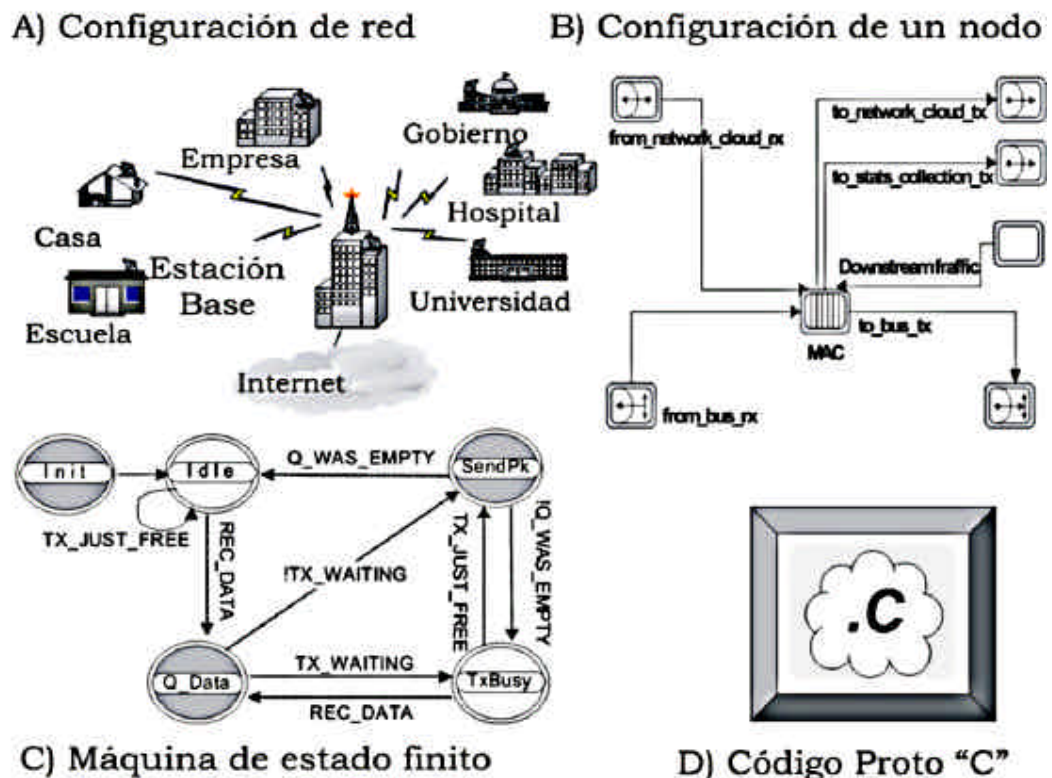 A) Configuración de red
B) Configuración de un nodo
Empresa
Gobierno
Hospital
Casa
Estación
Base
Escuela
Universidad
Internet
from_network_cloud_rx
to_network_cloud_tx
to_stats_collection_tx
Downstream traffic
to_bus_tx
MAC
from_bus_rx
Init
Idle
Q_WAS_EMPTY
SendPk
TX_JUST_FREE
REC_DATA
!TX_WAITING
TX_JUST_FREE
!Q_WAS_EMPTY
TX_WAITING
Q_Data
TxBusy
REC_DATA
.C
C) Máquina de estado finito
D) Código Proto "C"